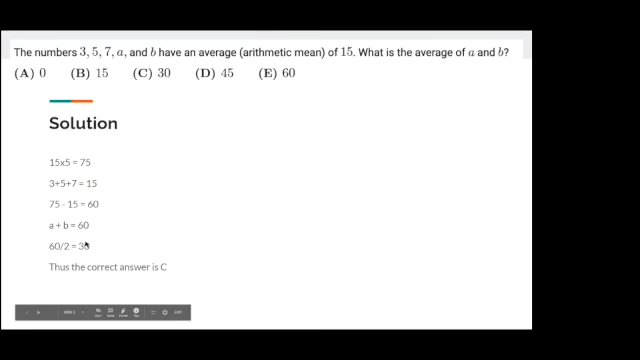 The numbers 3, 5, 7, a, and b have an average (arithmetic mean) of 15. What is the average of a and b?
(A) 0 (B) 15 (C) 30 (D) 45 (E) 60
Solution
15x5 = 75
3+5+7 = 15
75 - 15 = 60
a + b = 60
60/2 = 30
Thus the correct answer is C